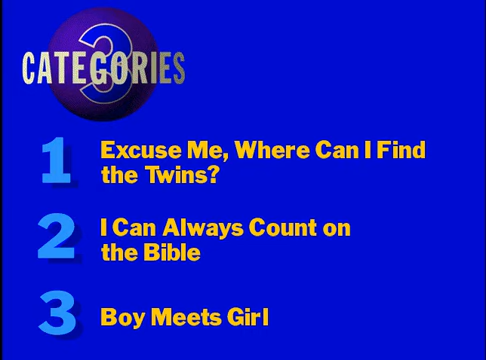 3
CATEGORIES
1 Excuse Me, Where Can I Find
the Twins?
2 I Can Always Count on
the Bible
3 Boy Meets Girl